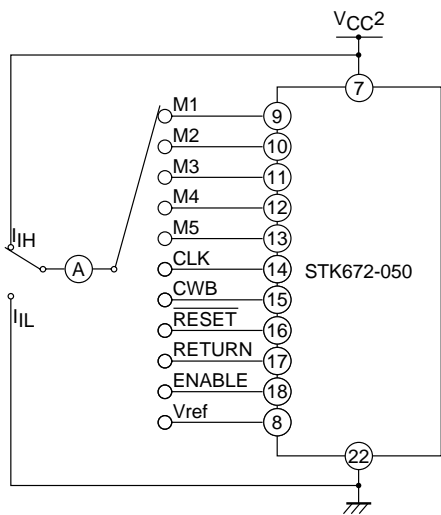 VCC2
7
M1 9
M2 10
M3 11
M4 12
IIH M5 13
A CLK 14 STK672-050
CWB 15
IIL RESET 16
RETURN 17
ENABLE 18
Vref 8
22